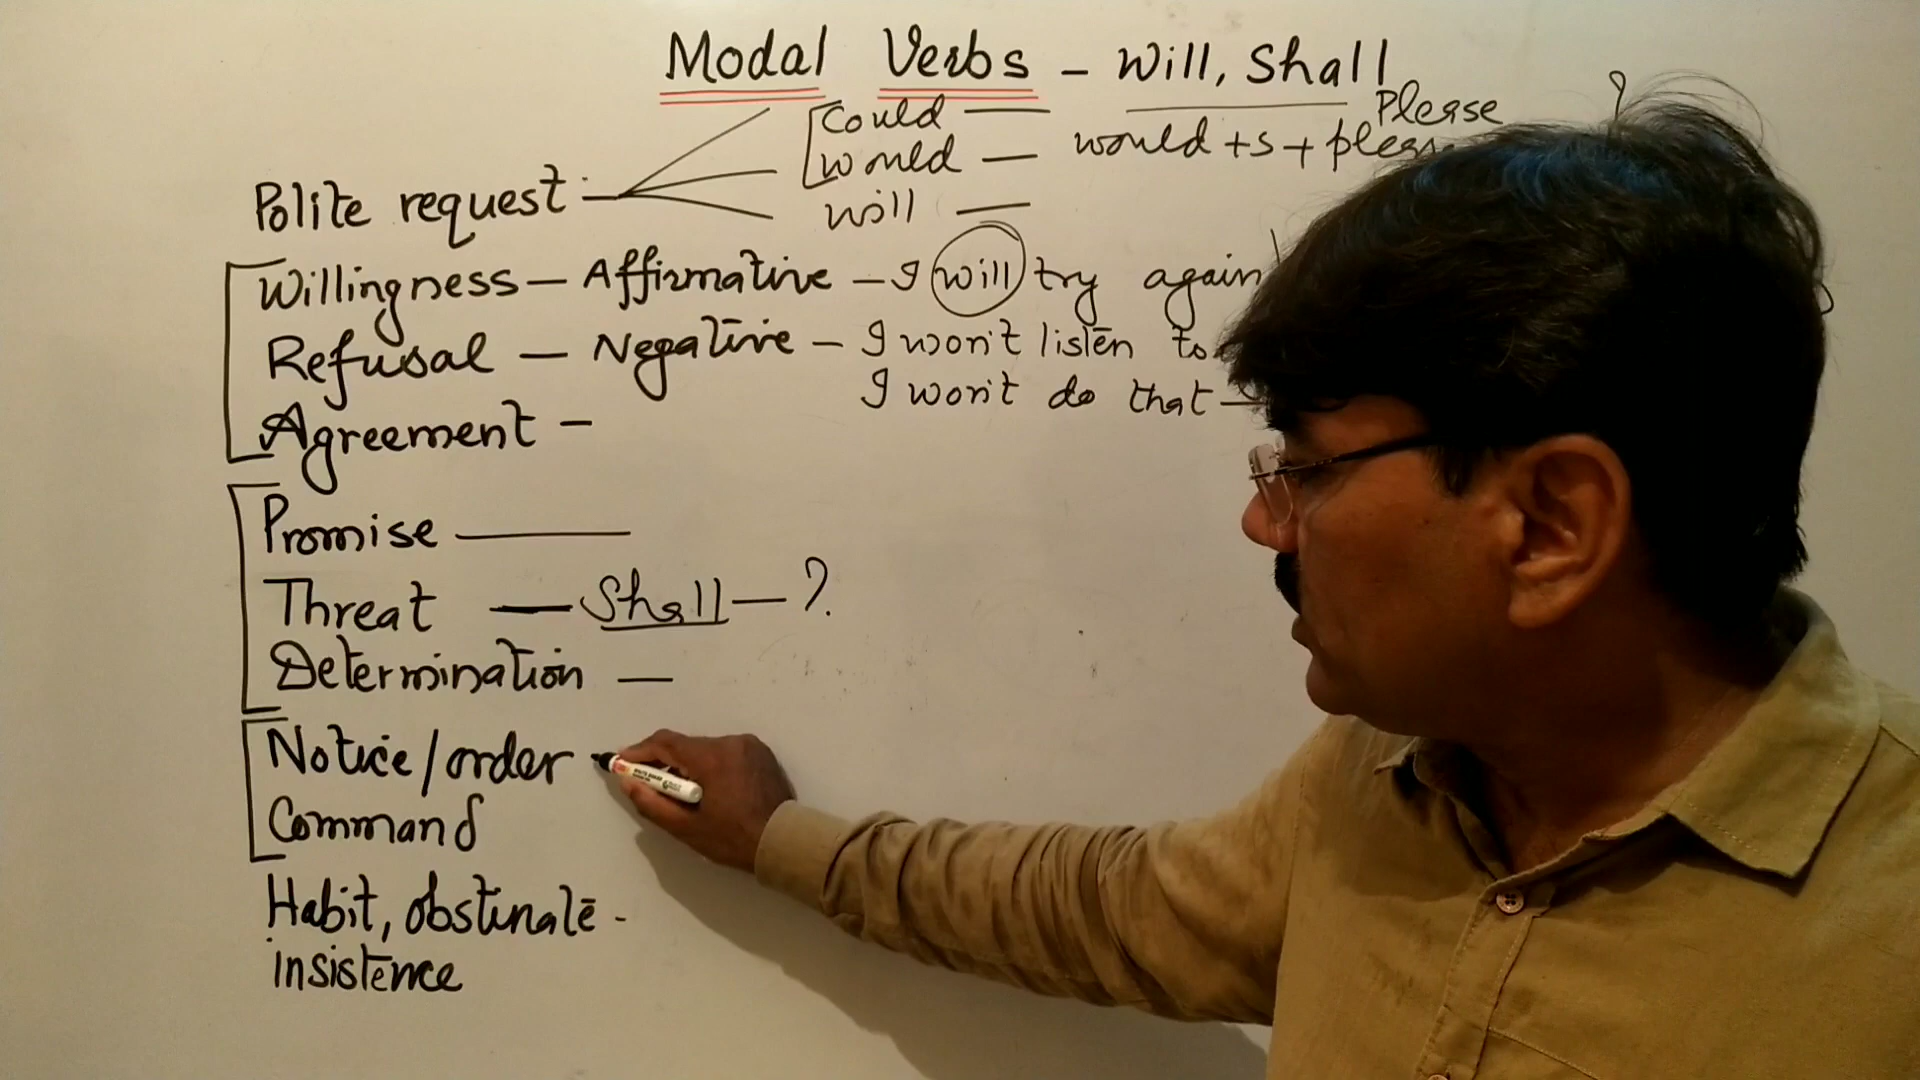 Modal Verbs – Will, Shall
Could — Please
would — would + s + please
Polite request :— will —
Willingness – Affirmative – I will try again
Refusal – Negative – I won't listen to
I won't do that –
Agreement –
Promise —
Threat — Shall — ?
Determination —
Notice/order -
Command
Habit, obstinate -
insistence